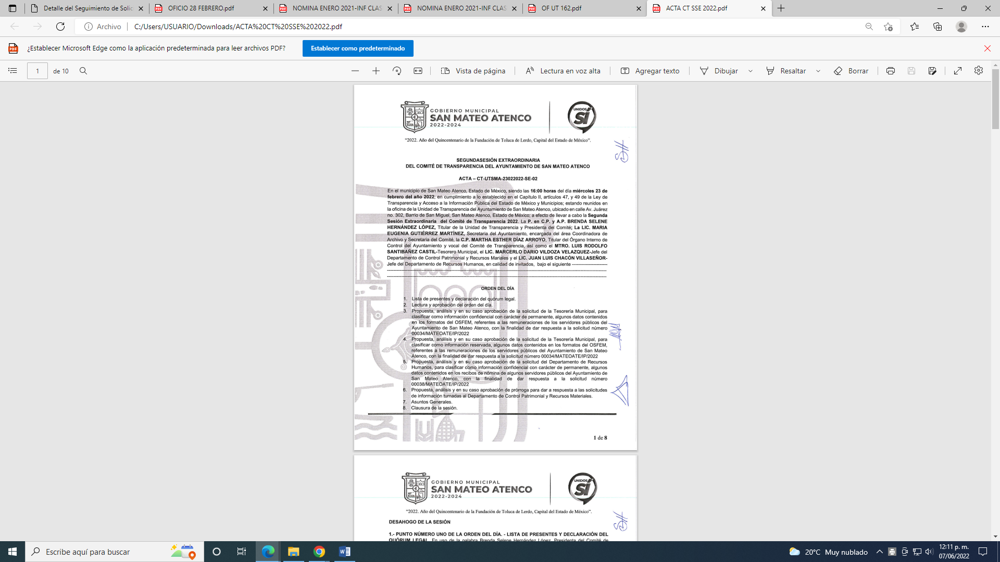 Detalle del Seguimiento de Solic
OFICIO 28 FEBRERO.pdf
NOMINA ENERO 2021-INF CLAS
NOMINA ENERO 2021-INF CLAS
OF UT 162.pdf
ACTA CT SSE 2022.pdf
Archivo
C:/Users/USUARIO/Downloads/ACTA%20CT%20SSE%202022.pdf
¿Establecer Microsoft Edge como la aplicación predeterminada para leer archivos PDF?
Establecer como predeterminado
1 de 10
Vista de página
Lectura en voz alta
Agregar texto
Dibujar
Resaltar
Borrar
GOBIERNO MUNICIPAL
SAN MATEO ATENCO
2022-2024
UNIDOS
SÍ
“2022. Año del Quincentenario de la Fundación de Toluca de Lerdo, Capital del Estado de México”.
SEGUNDASESIÓN EXTRAORDINARIA
DEL COMITÉ DE TRANSPARENCIA DEL AYUNTAMIENTO DE SAN MATEO ATENCO
ACTA – CT-UTSMA-23022022-SE-02
En el municipio de San Mateo Atenco, Estado de México, siendo las 16:00 horas del día miércoles 23 de
febrero del año 2022; en cumplimiento a lo establecido en el Capítulo II, artículos 47, y 49 de la Ley de
Transparencia y Acceso a la Información Pública del Estado de México y Municipios; estando reunidos en
la oficina de la Unidad de Transparencia del Ayuntamiento de San Mateo Atenco, ubicado en calle Av. Juárez
no. 302, Barrio de San Miguel, San Mateo Atenco, Estado de México; a efecto de llevar a cabo la Segunda
Sesión Extraordinaria del Comité de Transparencia 2022. La P. en C.P. y A.P. BRENDA SELENE
HERNÁNDEZ LÓPEZ, Titular de la Unidad de Transparencia y Presidenta del Comité; La LIC. MARIA
EUGENIA GUTIÉRREZ MARTÍNEZ, Secretaria del Ayuntamiento, encargada del área Coordinadora de
Archivo y Secretaria del Comité, la C.P. MARTHA ESTHER DÍAZ ARROYO, Titular del Órgano Interno de
Control del Ayuntamiento y vocal del Comité de Transparencia, así como el MTRO. LUIS RODOLFO
SANTIBAÑEZ CASTIL-Tesorero Municipal, el LIC. MARCERLO DARIO VILDOZA VELAZQUEZ-Jefe del
Departamento de Control Patrimonial y Recursos Mariales y el LIC. JUAN LUIS CHACÓN VILLASEÑOR-
Jefe del Departamento de Recursos Humanos, en calidad de invitados, bajo el siguiente -----------------------
ORDEN DEL DÍA
1. Lista de presentes y declaración del quórum legal.
2. Lectura y aprobación del orden del día.
3. Propuesta, análisis y en su caso aprobación de la solicitud de la Tesorería Municipal, para
clasificar como información confidencial con carácter de permanente, algunos datos contenidos
en los formatos del OSFEM, referentes a las remuneraciones de los servidores públicos del
Ayuntamiento de San Mateo Atenco, con la finalidad de dar respuesta a la solicitud número
00034/MATEOATE/IP/2022
4. Propuesta, análisis y en su caso aprobación de la solicitud de la Tesorería Municipal, para
clasificar como información reservada, algunos datos contenidos en los formatos del OSFEM,
referentes a las remuneraciones de los servidores públicos del Ayuntamiento de San Mateo
Atenco, con la finalidad de dar respuesta a la solicitud número 00034/MATEOATE/IP/2022
5. Propuesta, análisis y en su caso aprobación de la solicitud del Departamento de Recursos
Humanos, para clasificar como información confidencial con carácter de permanente, algunos
datos contenidos en los recibos de nómina de algunos servidores públicos del Ayuntamiento de
San Mateo Atenco, con la finalidad de dar respuesta a la solicitud número
00038/MATEOATE/IP/2022
6. Propuesta, análisis y en su caso aprobación de prórroga para dar a respuesta a las solicitudes
de información turnadas al Departamento de Control Patrimonial y Recursos Materiales.
7. Asuntos Generales.
8. Clausura de la sesión.
1 de 8
GOBIERNO MUNICIPAL
SAN MATEO ATENCO
2022-2024
UNIDOS
SÍ
“2022. Año del Quincentenario de la Fundación de Toluca de Lerdo, Capital del Estado de México”.
DESAHOGO DE LA SESIÓN
1.- PUNTO NÚMERO UNO DE LA ORDEN DEL DÍA. - LISTA DE PRESENTES Y DECLARACIÓN DEL
QUÓRUM LEGAL. En uso de la palabra Brenda Selene Hernández López, Presidenta del Comité de
Escribe aquí para buscar
20°C Muy nublado
12:11 p. m.
07/06/2022